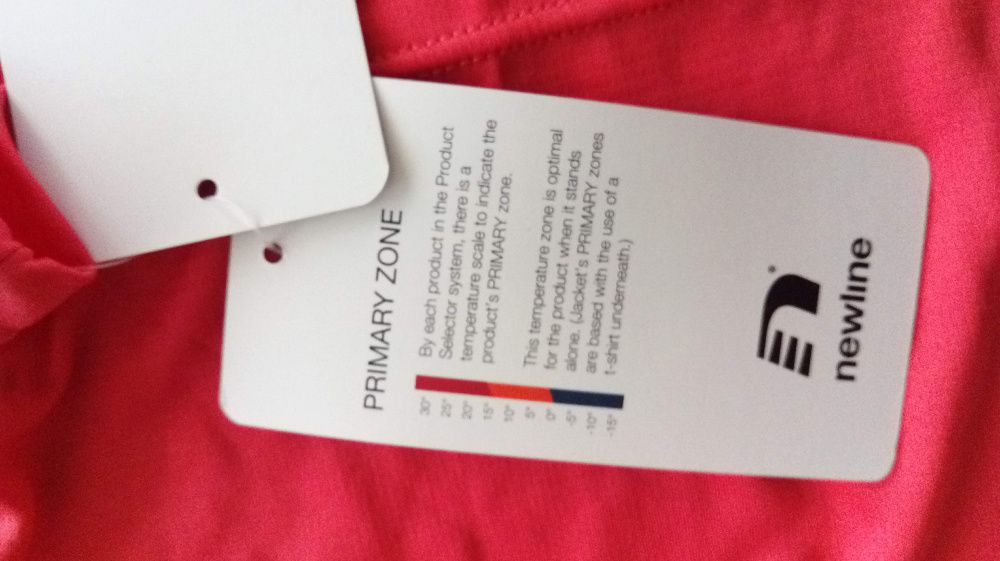 PRIMARY ZONE
By each product in the Product
Selector system, there is a
temperature scale to indicate the
product's PRIMARY zone.
This temperature zone is optimal
for the product when it stands
alone. (Jacket's PRIMARY zones
are based with the use of a
t-shirt underneath.)
30°
25°
20°
15°
10°
5°
0°
-5°
-10°
-15°
newline